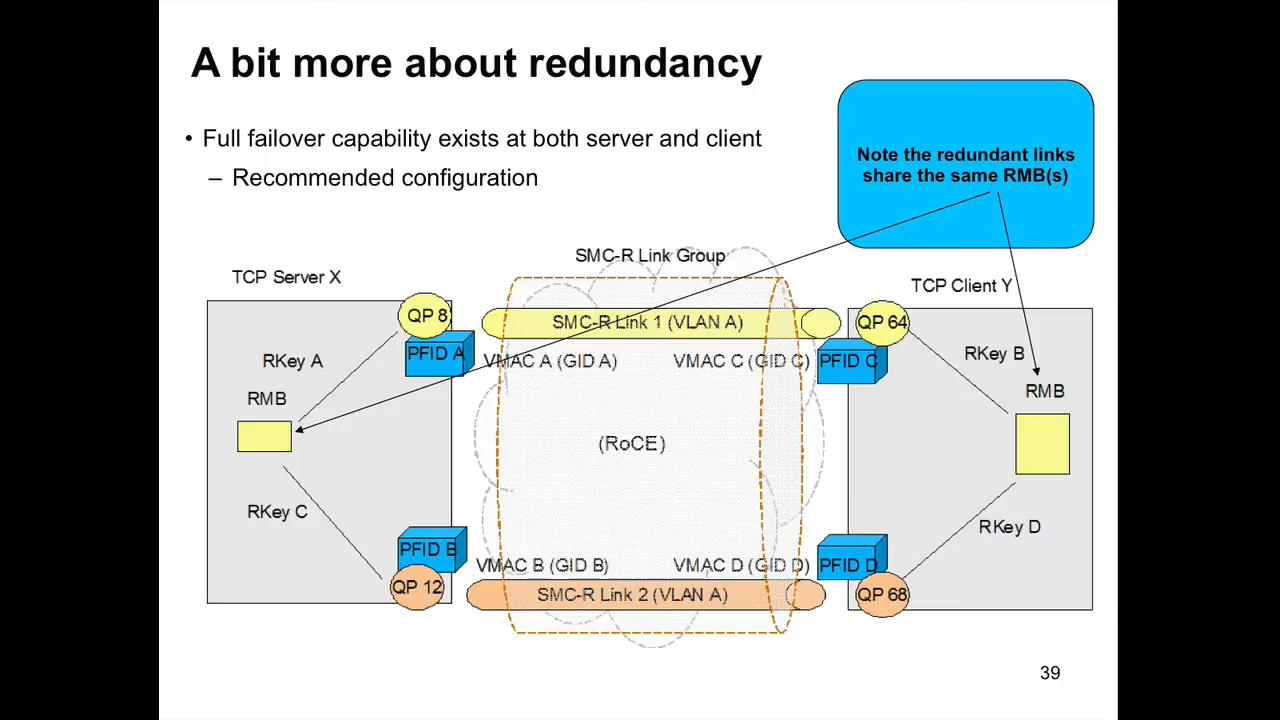 A bit more about redundancy
• Full failover capability exists at both server and client
– Recommended configuration
Note the redundant links
share the same RMB(s)
SMC-R Link Group
TCP Server X
TCP Client Y
QP 8
SMC-R Link 1 (VLAN A)
QP 64
PFID A
VMAC A (GID A)
VMAC C (GID C)
PFID C
RKey A
RKey B
RMB
RMB
(RoCE)
RKey C
RKey D
PFID B
VMAC B (GID B)
VMAC D (GID D)
PFID D
QP 12
SMC-R Link 2 (VLAN A)
QP 68
39